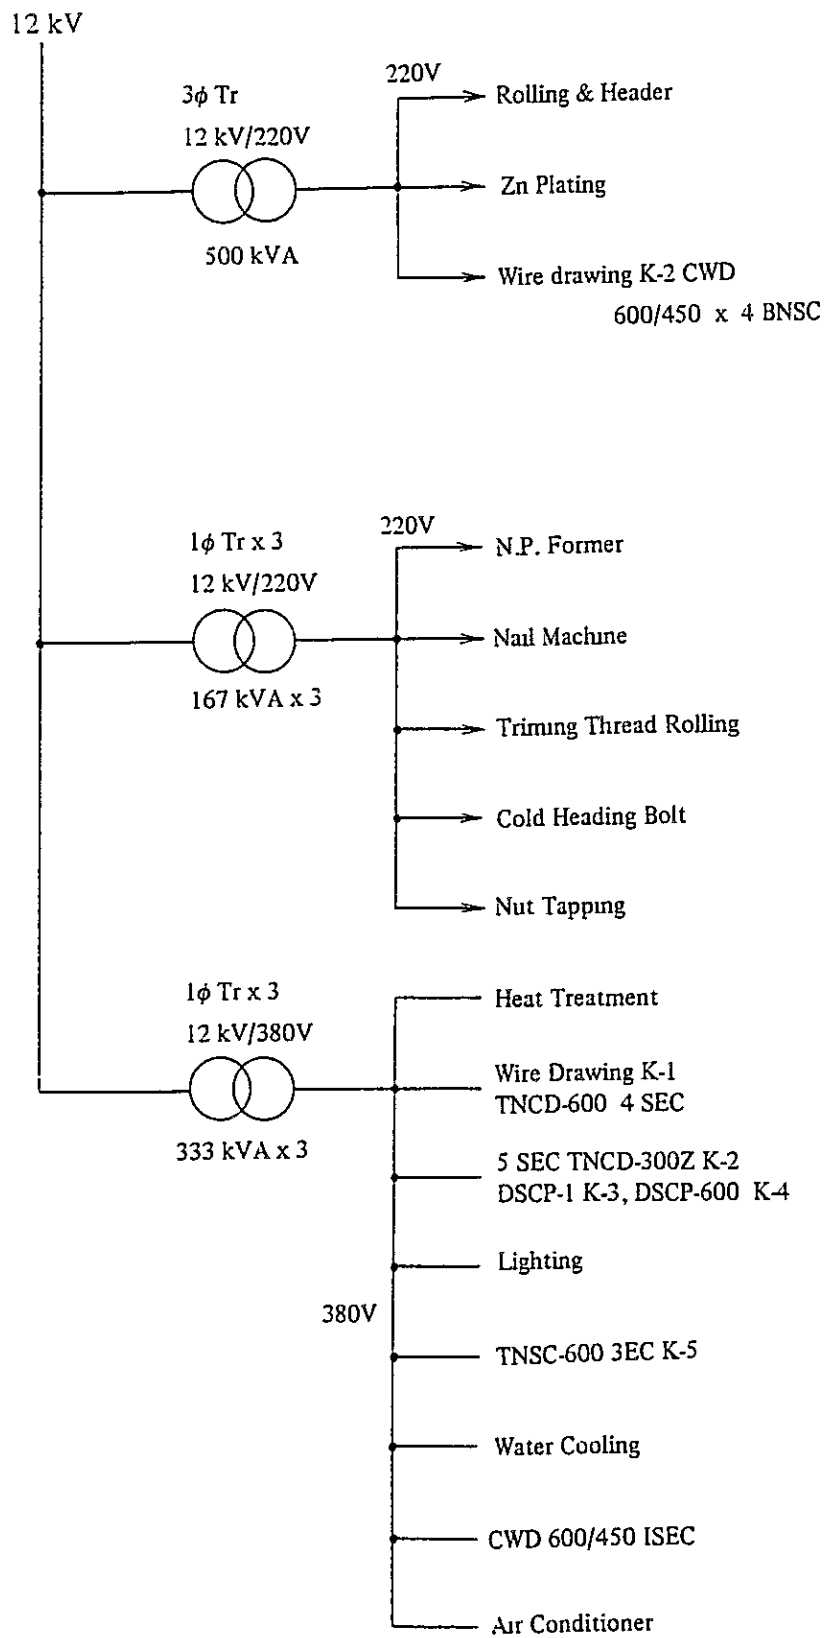 12 kV
3ϕ Tr
12 kV/220V
500 kVA
220V
Rolling & Header
Zn Plating
Wire drawing K-2 CWD
600/450 x 4 BNSC
1ϕ Tr x 3
12 kV/220V
167 kVA x 3
220V
N.P. Former
Nail Machine
Triming Thread Rolling
Cold Heading Bolt
Nut Tapping
1ϕ Tr x 3
12 kV/380V
333 kVA x 3
380V
Heat Treatment
Wire Drawing K-1
TNCD-600 4 SEC
5 SEC TNCD-300Z K-2
DSCP-1 K-3, DSCP-600 K-4
Lighting
TNSC-600 3EC K-5
Water Cooling
CWD 600/450 ISEC
Air Conditioner